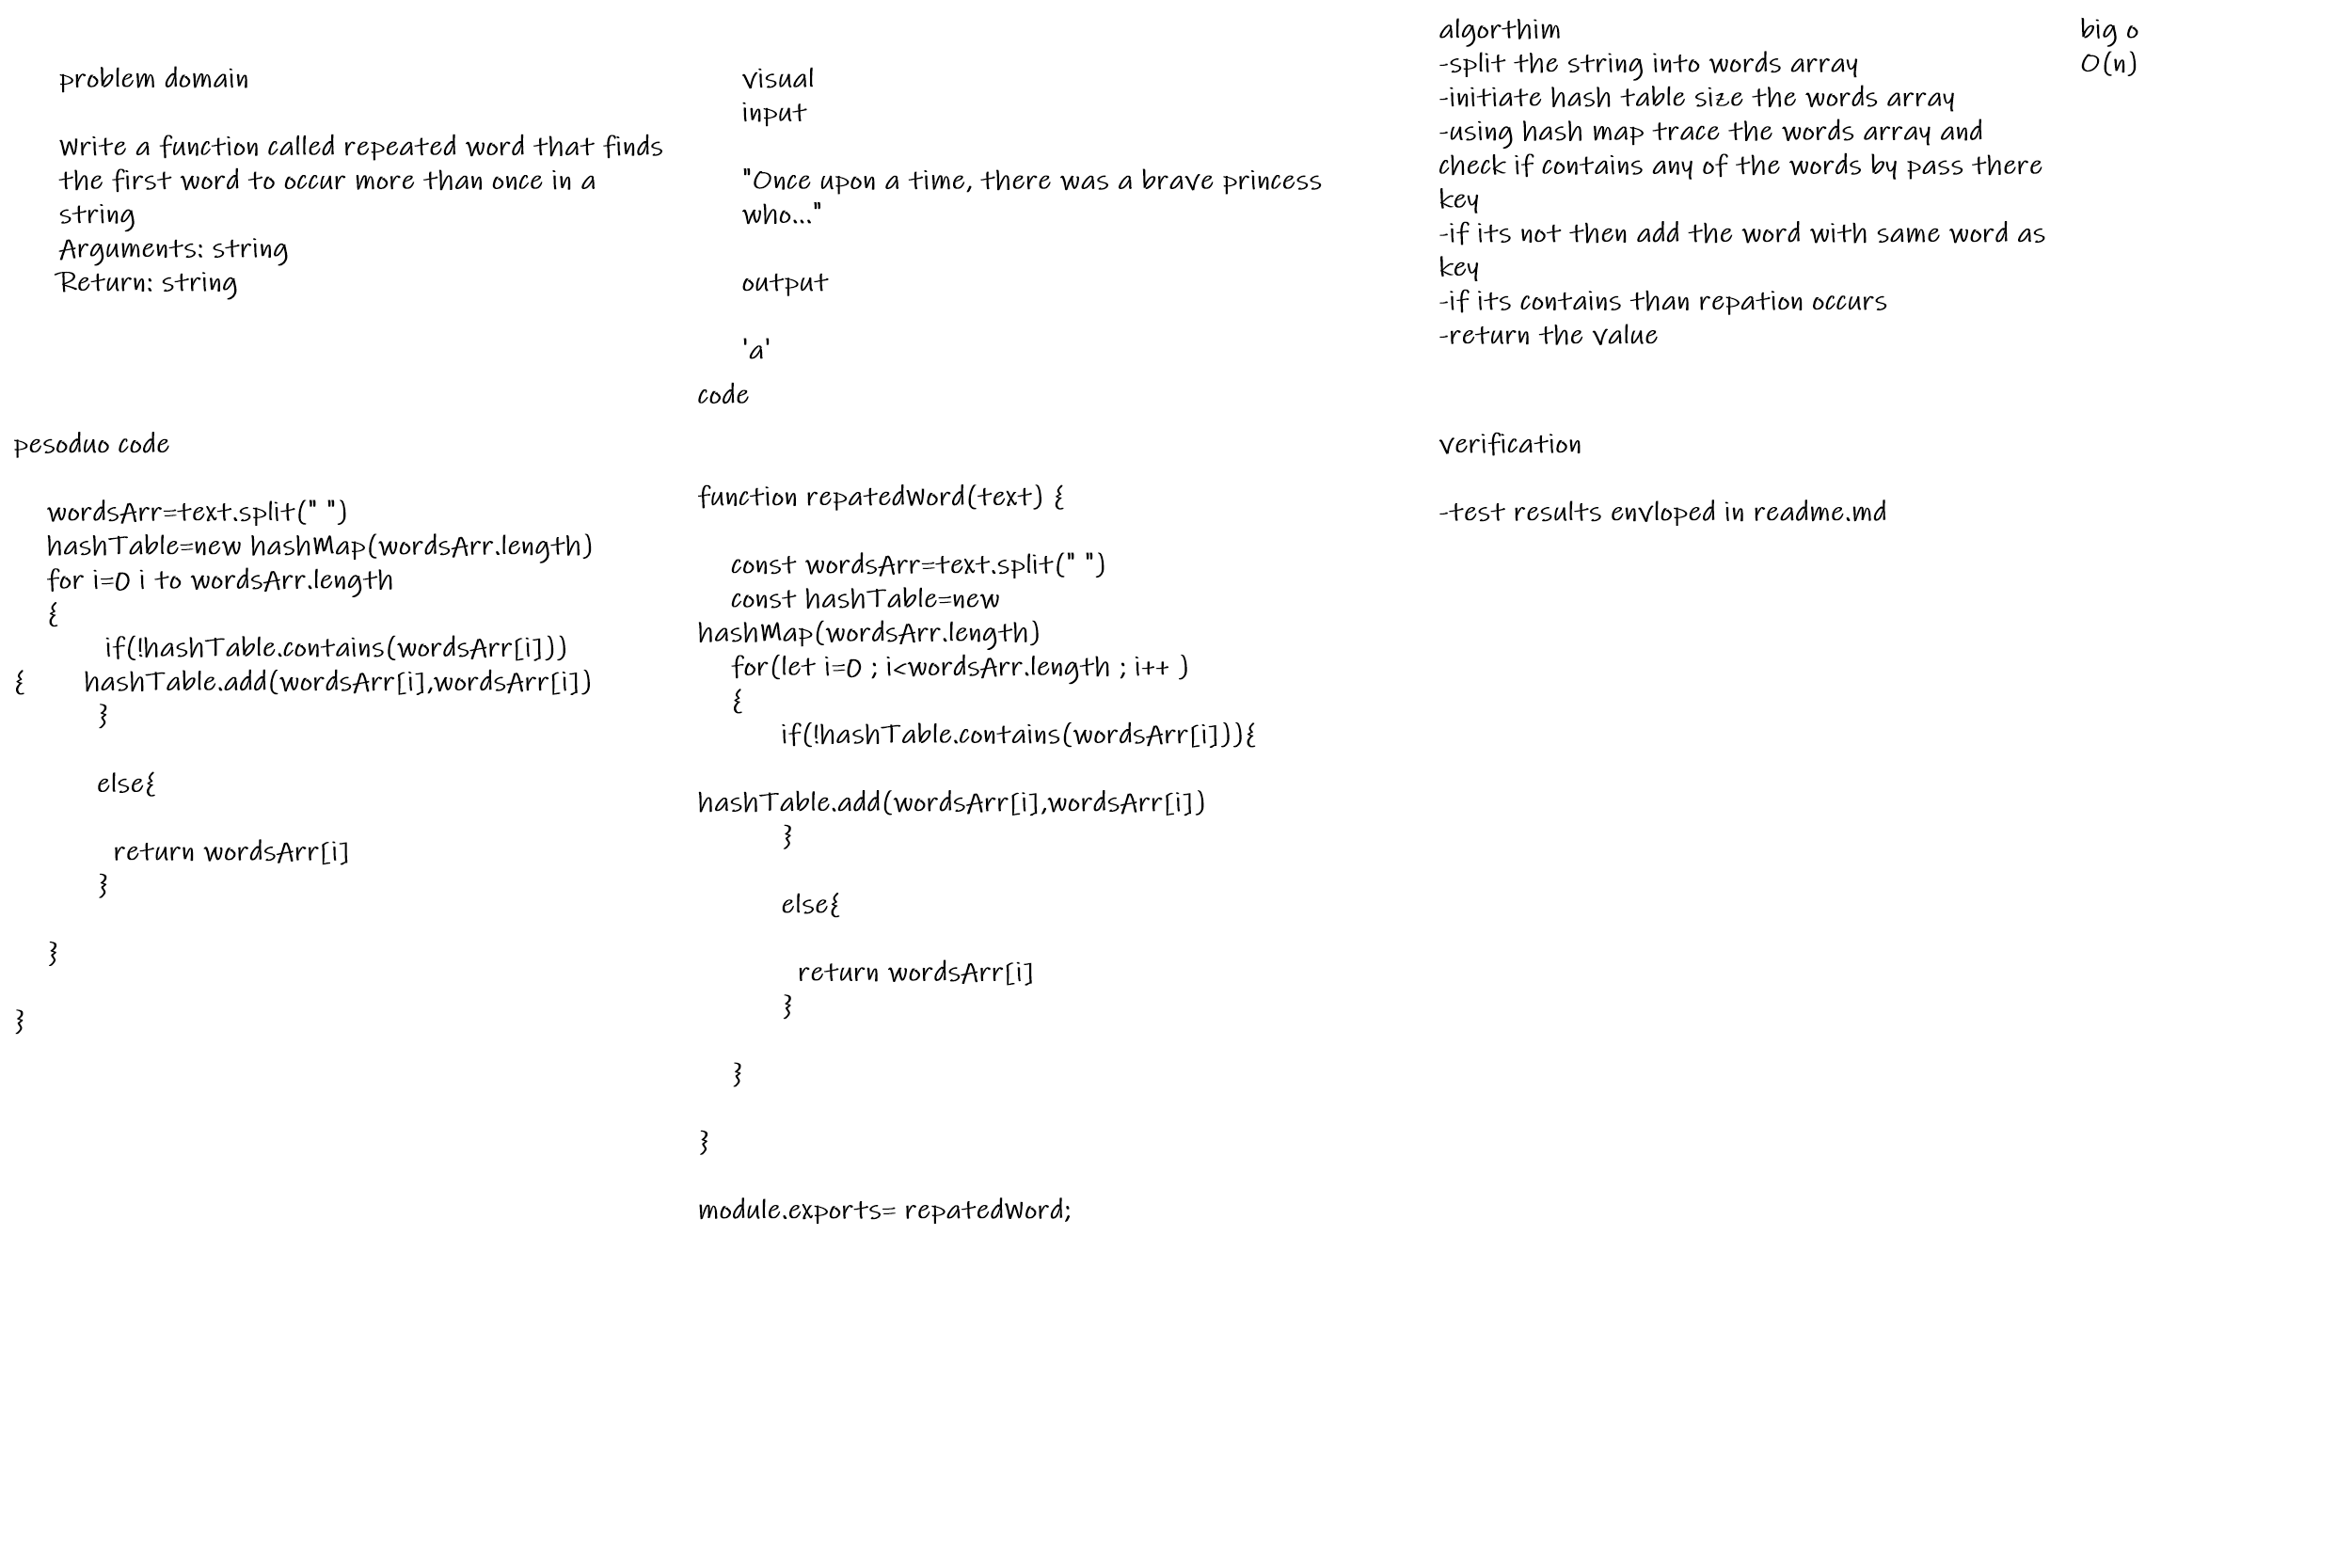 problem domain
Write a function called repeated word that finds
the first word to occur more than once in a
string
Arguments: string
Return: string
visual
input
"Once upon a time, there was a brave princess
who..."
output
'a'
algorthim
-split the string into words array
-initiate hash table size the words array
-using hash map trace the words array and
check if contains any of the words by pass there
key
-if its not then add the word with same word as
key
-if its contains than repation occurs
-return the value
big o
O(n)
pesoduo code
wordsArr=text.split(" ")
hashTable=new hashMap(wordsArr.length)
for i=0 i to wordsArr.length
{
if(!hashTable.contains(wordsArr[i]))
{ hashTable.add(wordsArr[i],wordsArr[i])
}
else{
return wordsArr[i]
}
}
}
code
function repatedWord(text) {
const wordsArr=text.split(" ")
const hashTable=new
hashMap(wordsArr.length)
for(let i=0 ; i<wordsArr.length ; i++ )
{
if(!hashTable.contains(wordsArr[i])){
hashTable.add(wordsArr[i],wordsArr[i])
}
else{
return wordsArr[i]
}
}
}
module.exports= repatedWord;
verification
-test results envloped in readme.md